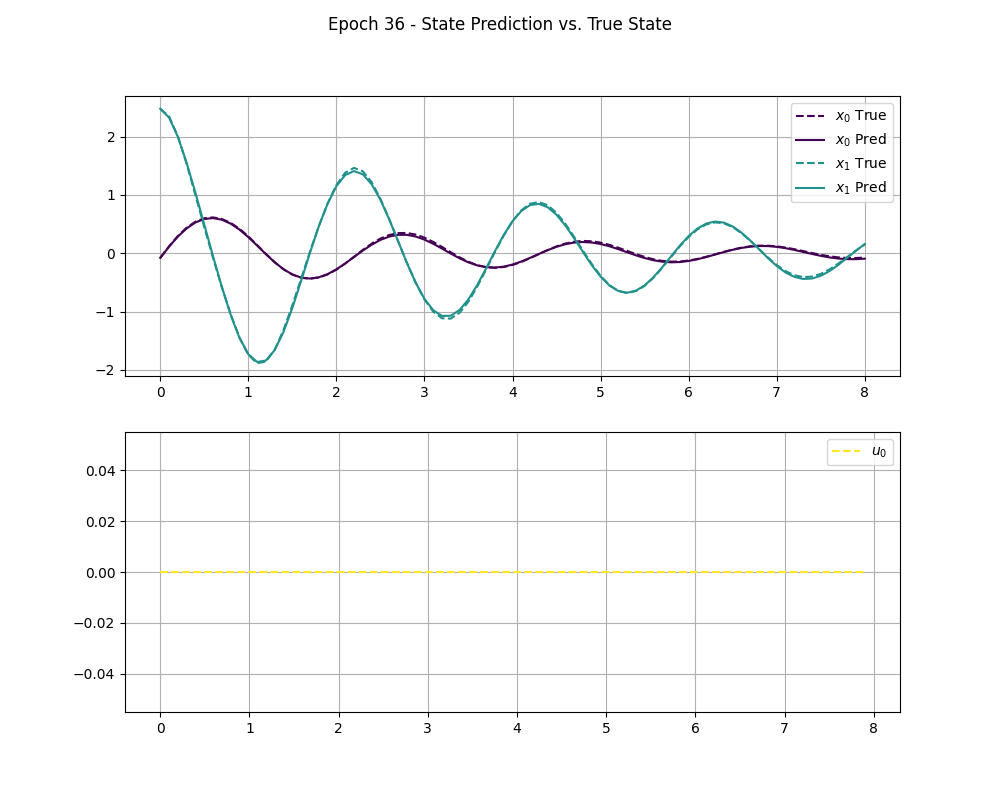 Epoch 36 - State Prediction vs. True State
2
1
0
−1
−2
x₀ True
x₀ Pred
x₁ True
x₁ Pred
0 1 2 3 4 5 6 7 8
0.04
0.02
0.00
−0.02
−0.04
u₀
0 1 2 3 4 5 6 7 8